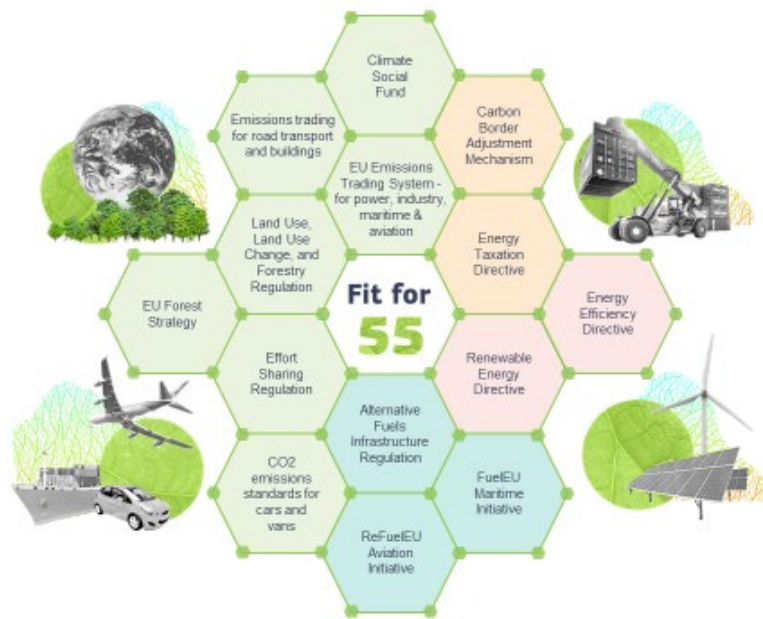 Climate
Social
Fund
Emissions trading
for road transport
and buildings
Carbon
Border
Adjustment
Mechanism
EU Emissions
Trading System -
for power, industry,
maritime &
aviation
Land Use,
Land Use
Change, and
Forestry
Regulation
Energy
Taxation
Directive
EU Forest
Strategy
Fit for
55
Energy
Efficiency
Directive
Effort
Sharing
Regulation
Renewable
Energy
Directive
Alternative
Fuels
Infrastructure
Regulation
CO2
emissions
standards for
cars and
vans
FuelEU
Maritime
Initiative
ReFuelEU
Aviation
Initiative